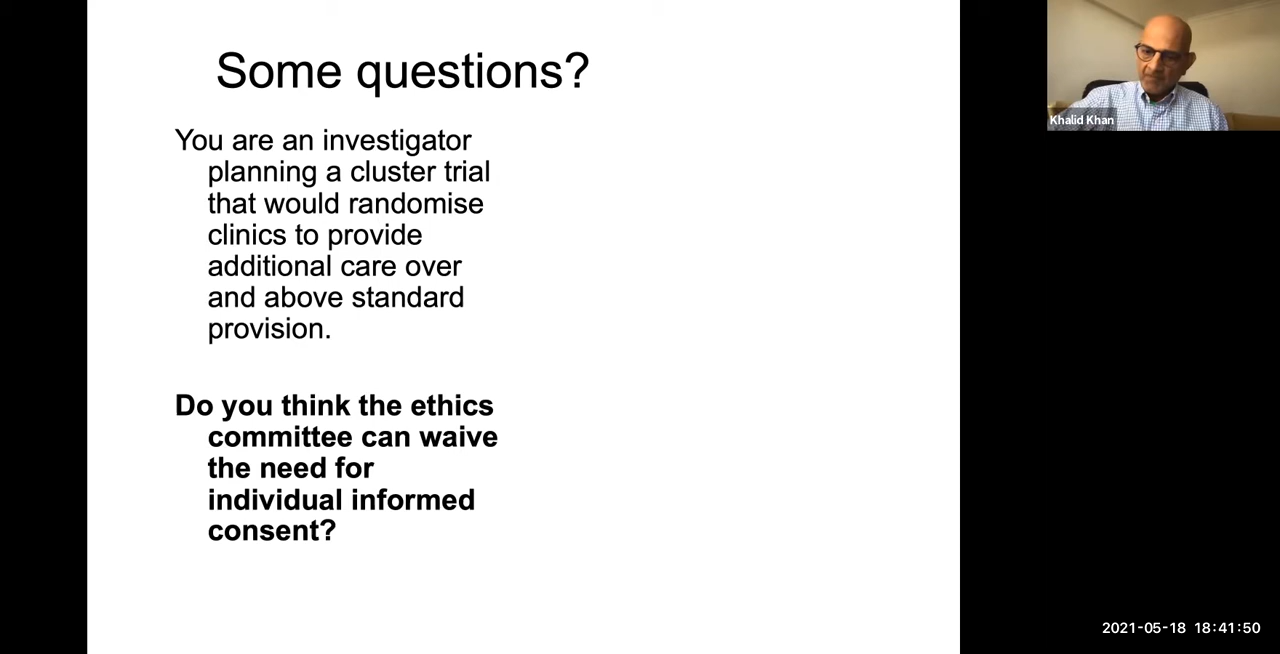 Some questions?
You are an investigator
planning a cluster trial
that would randomise
clinics to provide
additional care over
and above standard
provision.
Do you think the ethics
committee can waive
the need for
individual informed
consent?
Khalid Khan
2021-05-18 18:41:50